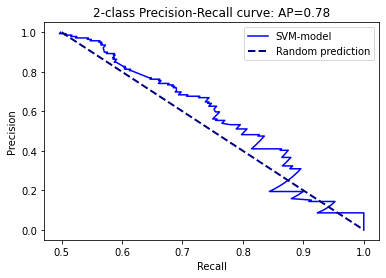 2-class Precision-Recall curve: AP=0.78
SVM-model
Random prediction
1.0
0.8
0.6
0.4
0.2
0.0
Precision
0.5 0.6 0.7 0.8 0.9 1.0
Recall